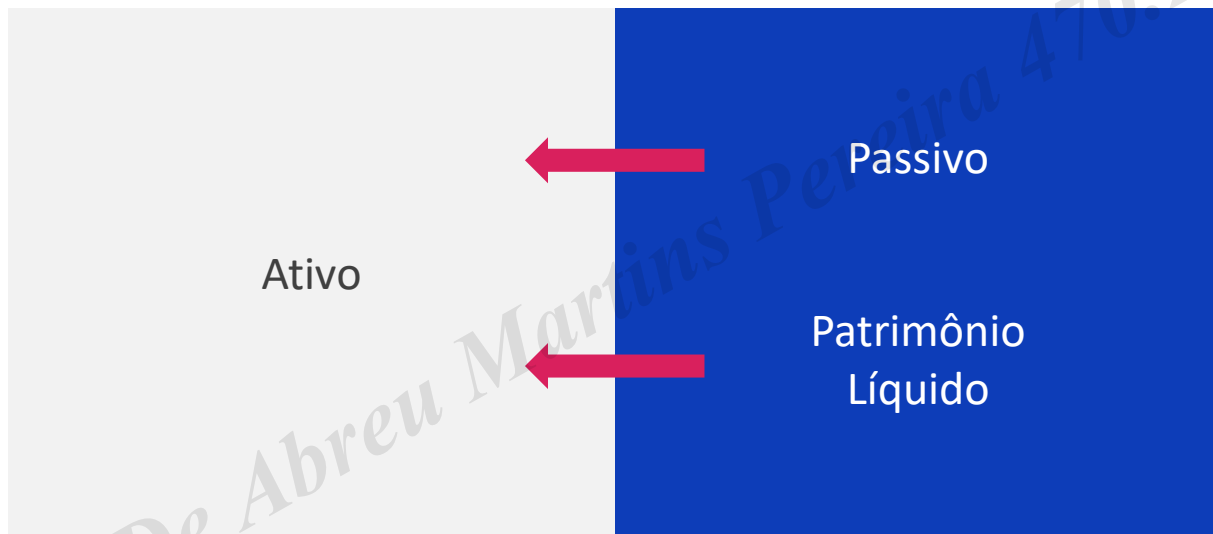 Passivo
Ativo
Patrimônio
Líquido
De Abreu Martins Pereira 470.